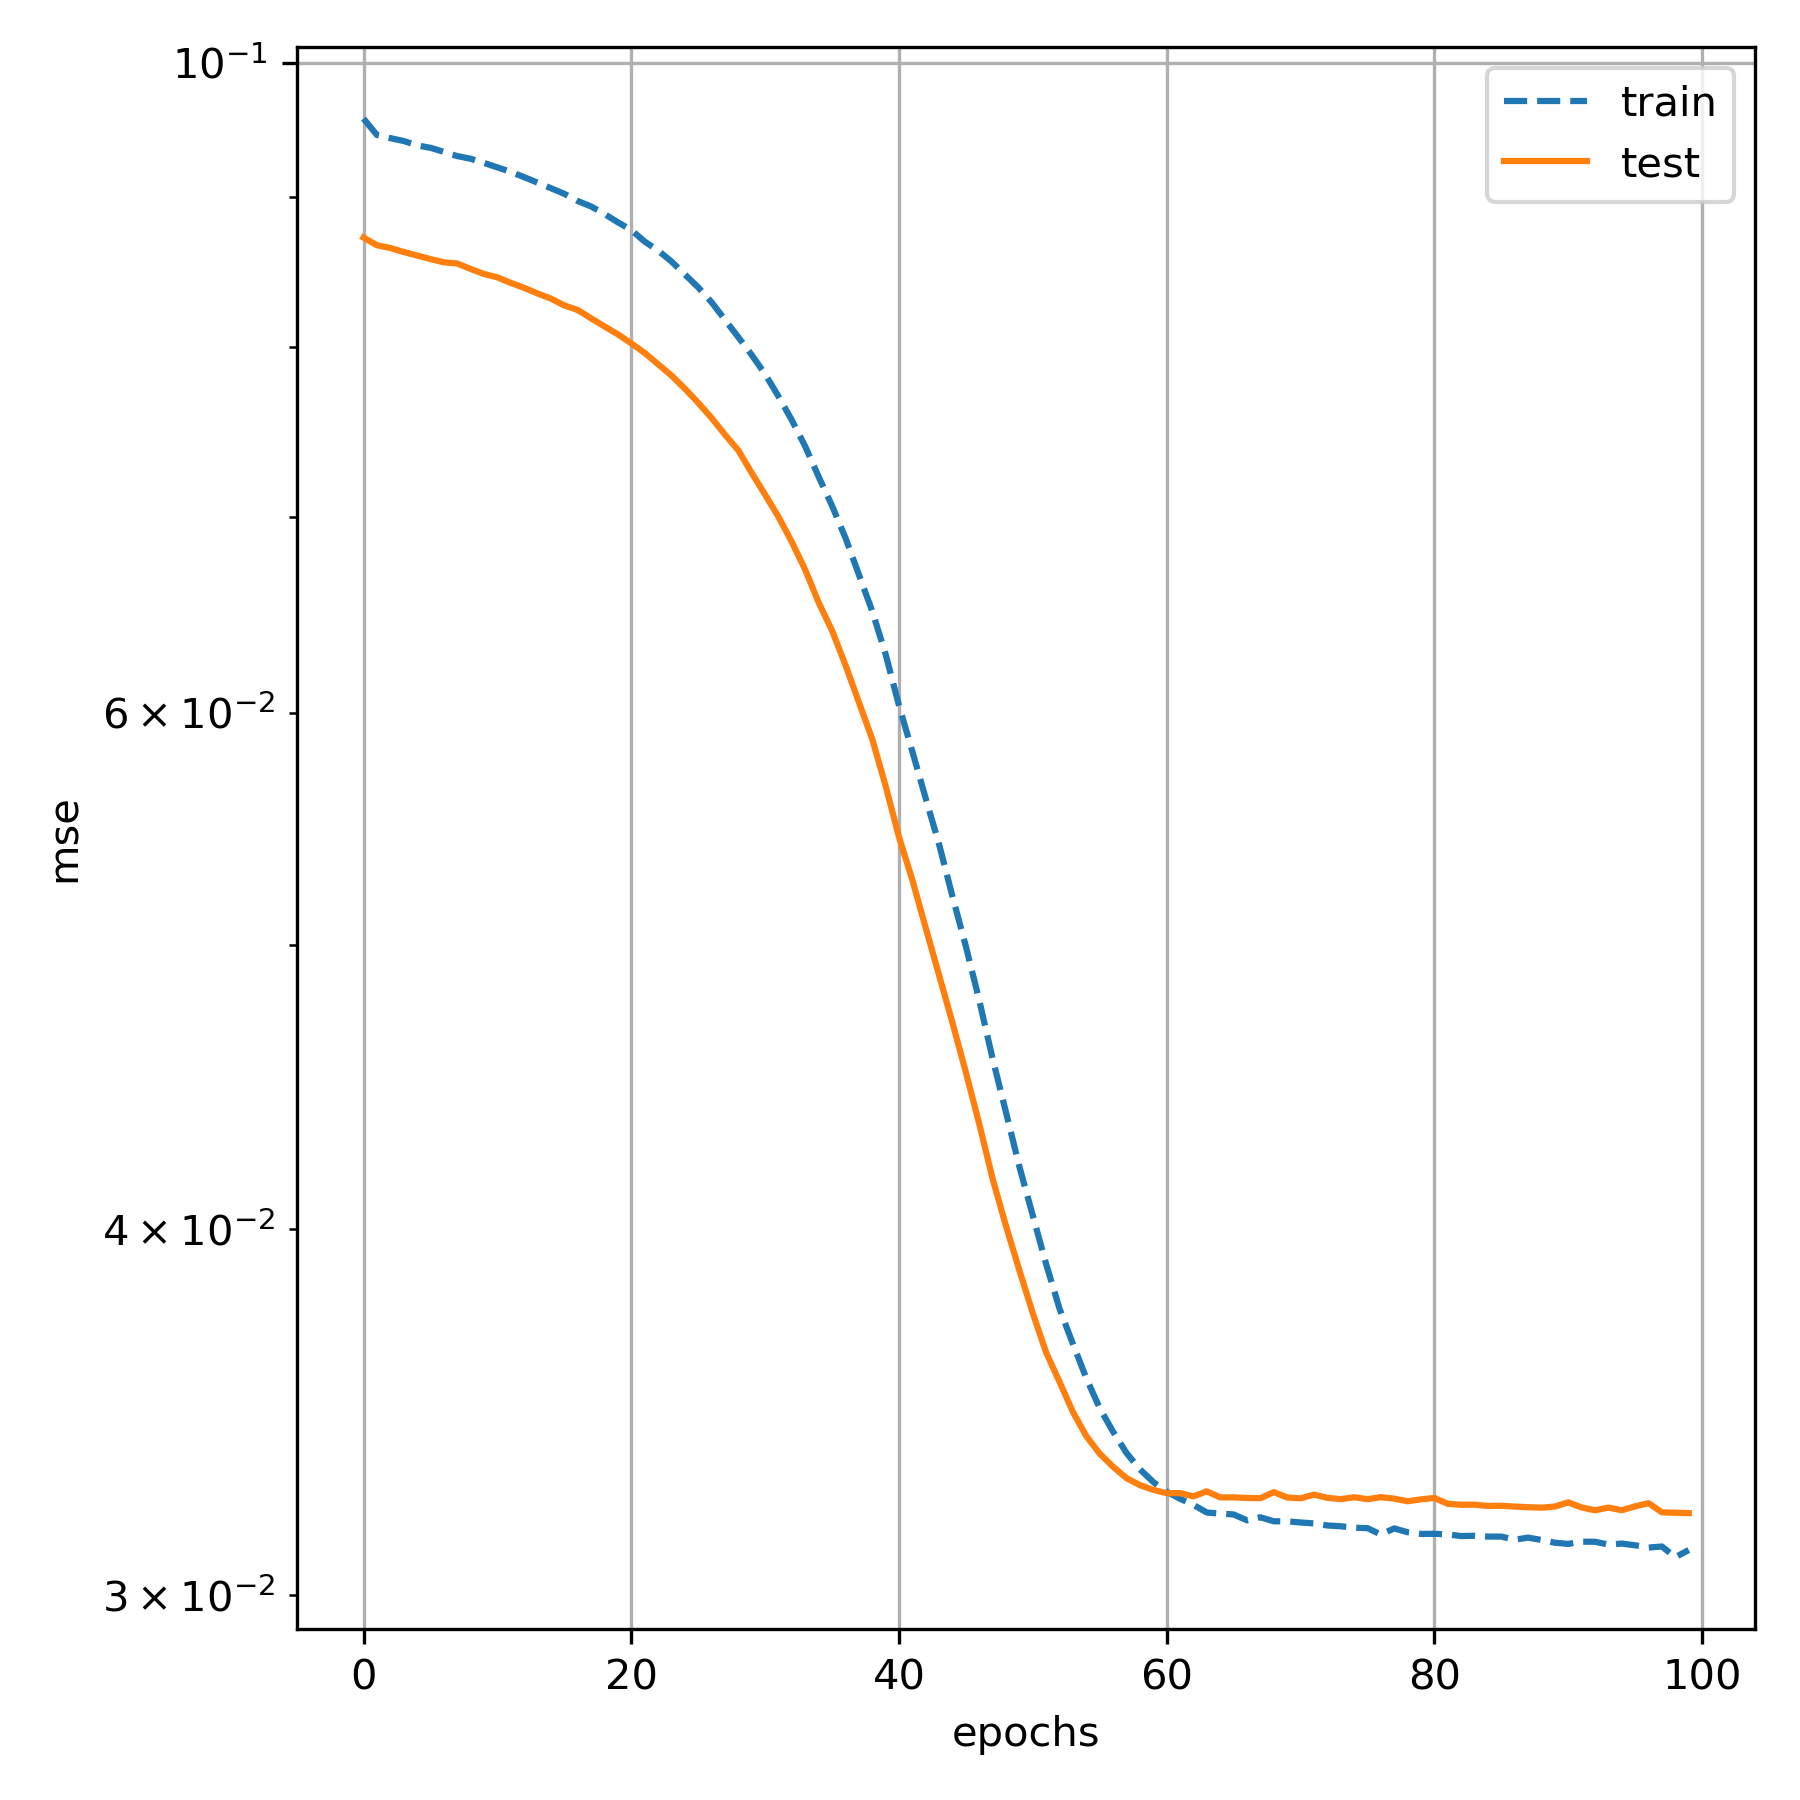 10⁻¹
6 × 10⁻²
4 × 10⁻²
3 × 10⁻²
mse
0 20 40 60 80 100
epochs
train
test